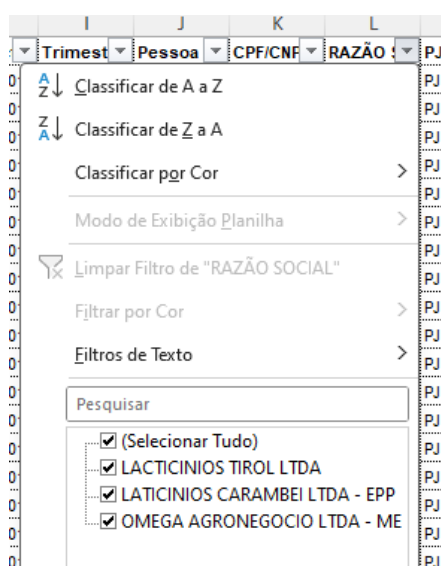 I J K L
Trimest Pessoa CPF/CNF RAZÃO S PJ
Classificar de A a Z
Classificar de Z a A
Classificar por Cor
Modo de Exibição Planilha
Limpar Filtro de "RAZÃO SOCIAL"
Filtrar por Cor
Filtros de Texto
Pesquisar
(Selecionar Tudo)
LACTICINIOS TIROL LTDA
LATICINIOS CARAMBEI LTDA - EPP
OMEGA AGRONEGOCIO LTDA - ME